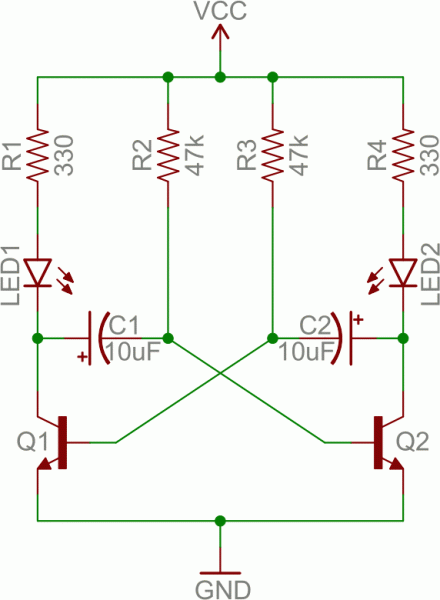 VCC
R1
330
R2
47k
R3
47k
R4
330
LED1
LED2
C1
10uF
C2
10uF
+
+
Q1
Q2
GND